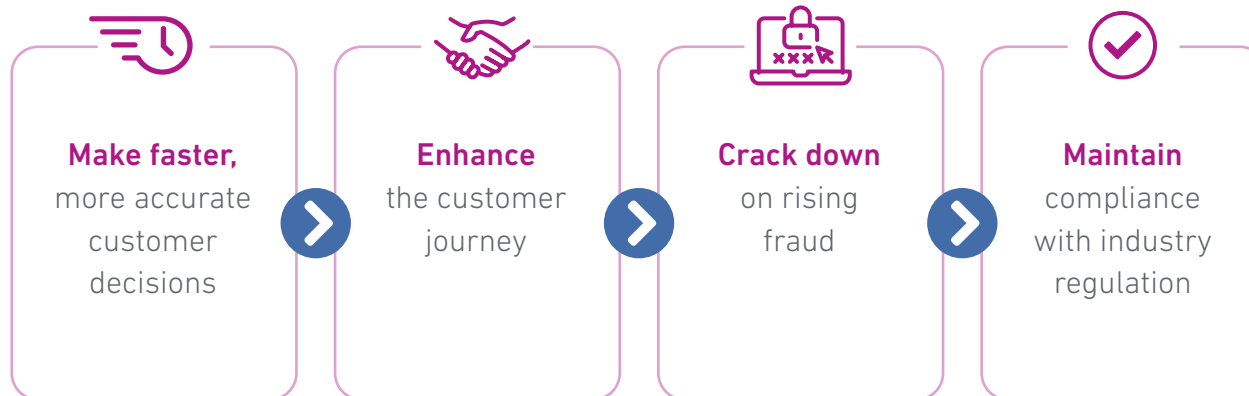 Make faster,
more accurate
customer
decisions
Enhance
the customer
journey
xxx
Crack down
on rising
fraud
Maintain
compliance
with industry
regulation